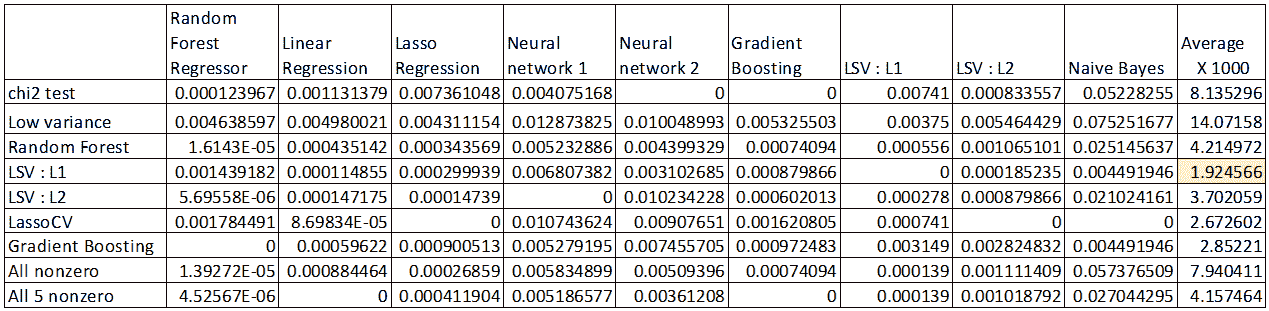 Random Forest Regressor Linear Regression Lasso Regression Neural network 1 Neural network 2 Gradient Boosting LSV : L1 LSV : L2 Naive Bayes Average X 1000
chi2 test 0.000123967 0.001131379 0.007361048 0.004075168 0 0 0.00741 0.000833557 0.05228255 8.135296
Low variance 0.004638597 0.004980021 0.004311154 0.012873825 0.010048993 0.005325503 0.00375 0.005464429 0.075251677 14.07158
Random Forest 1.6143E-05 0.000435142 0.000343569 0.005232886 0.004399329 0.00074094 0.000556 0.001065101 0.025145637 4.214972
LSV : L1 0.001439182 0.000114855 0.000299939 0.006807382 0.003102685 0.000879866 0 0.000185235 0.004491946 1.924566
LSV : L2 5.69558E-06 0.000147175 0.00014739 0 0.010234228 0.000602013 0.000278 0.000879866 0.021024161 3.702059
LassoCV 0.001784491 8.69834E-05 0 0.010743624 0.00907651 0.001620805 0.000741 0 0 2.672602
Gradient Boosting 0 0.00059622 0.000900513 0.005279195 0.007455705 0.000972483 0.003149 0.002824832 0.004491946 2.85221
All nonzero 1.39272E-05 0.000884464 0.00026859 0.005834899 0.00509396 0.00074094 0.000139 0.001111409 0.057376509 7.940411
All 5 nonzero 4.52567E-06 0 0.000411904 0.005186577 0.00361208 0 0.000139 0.001018792 0.027044295 4.157464